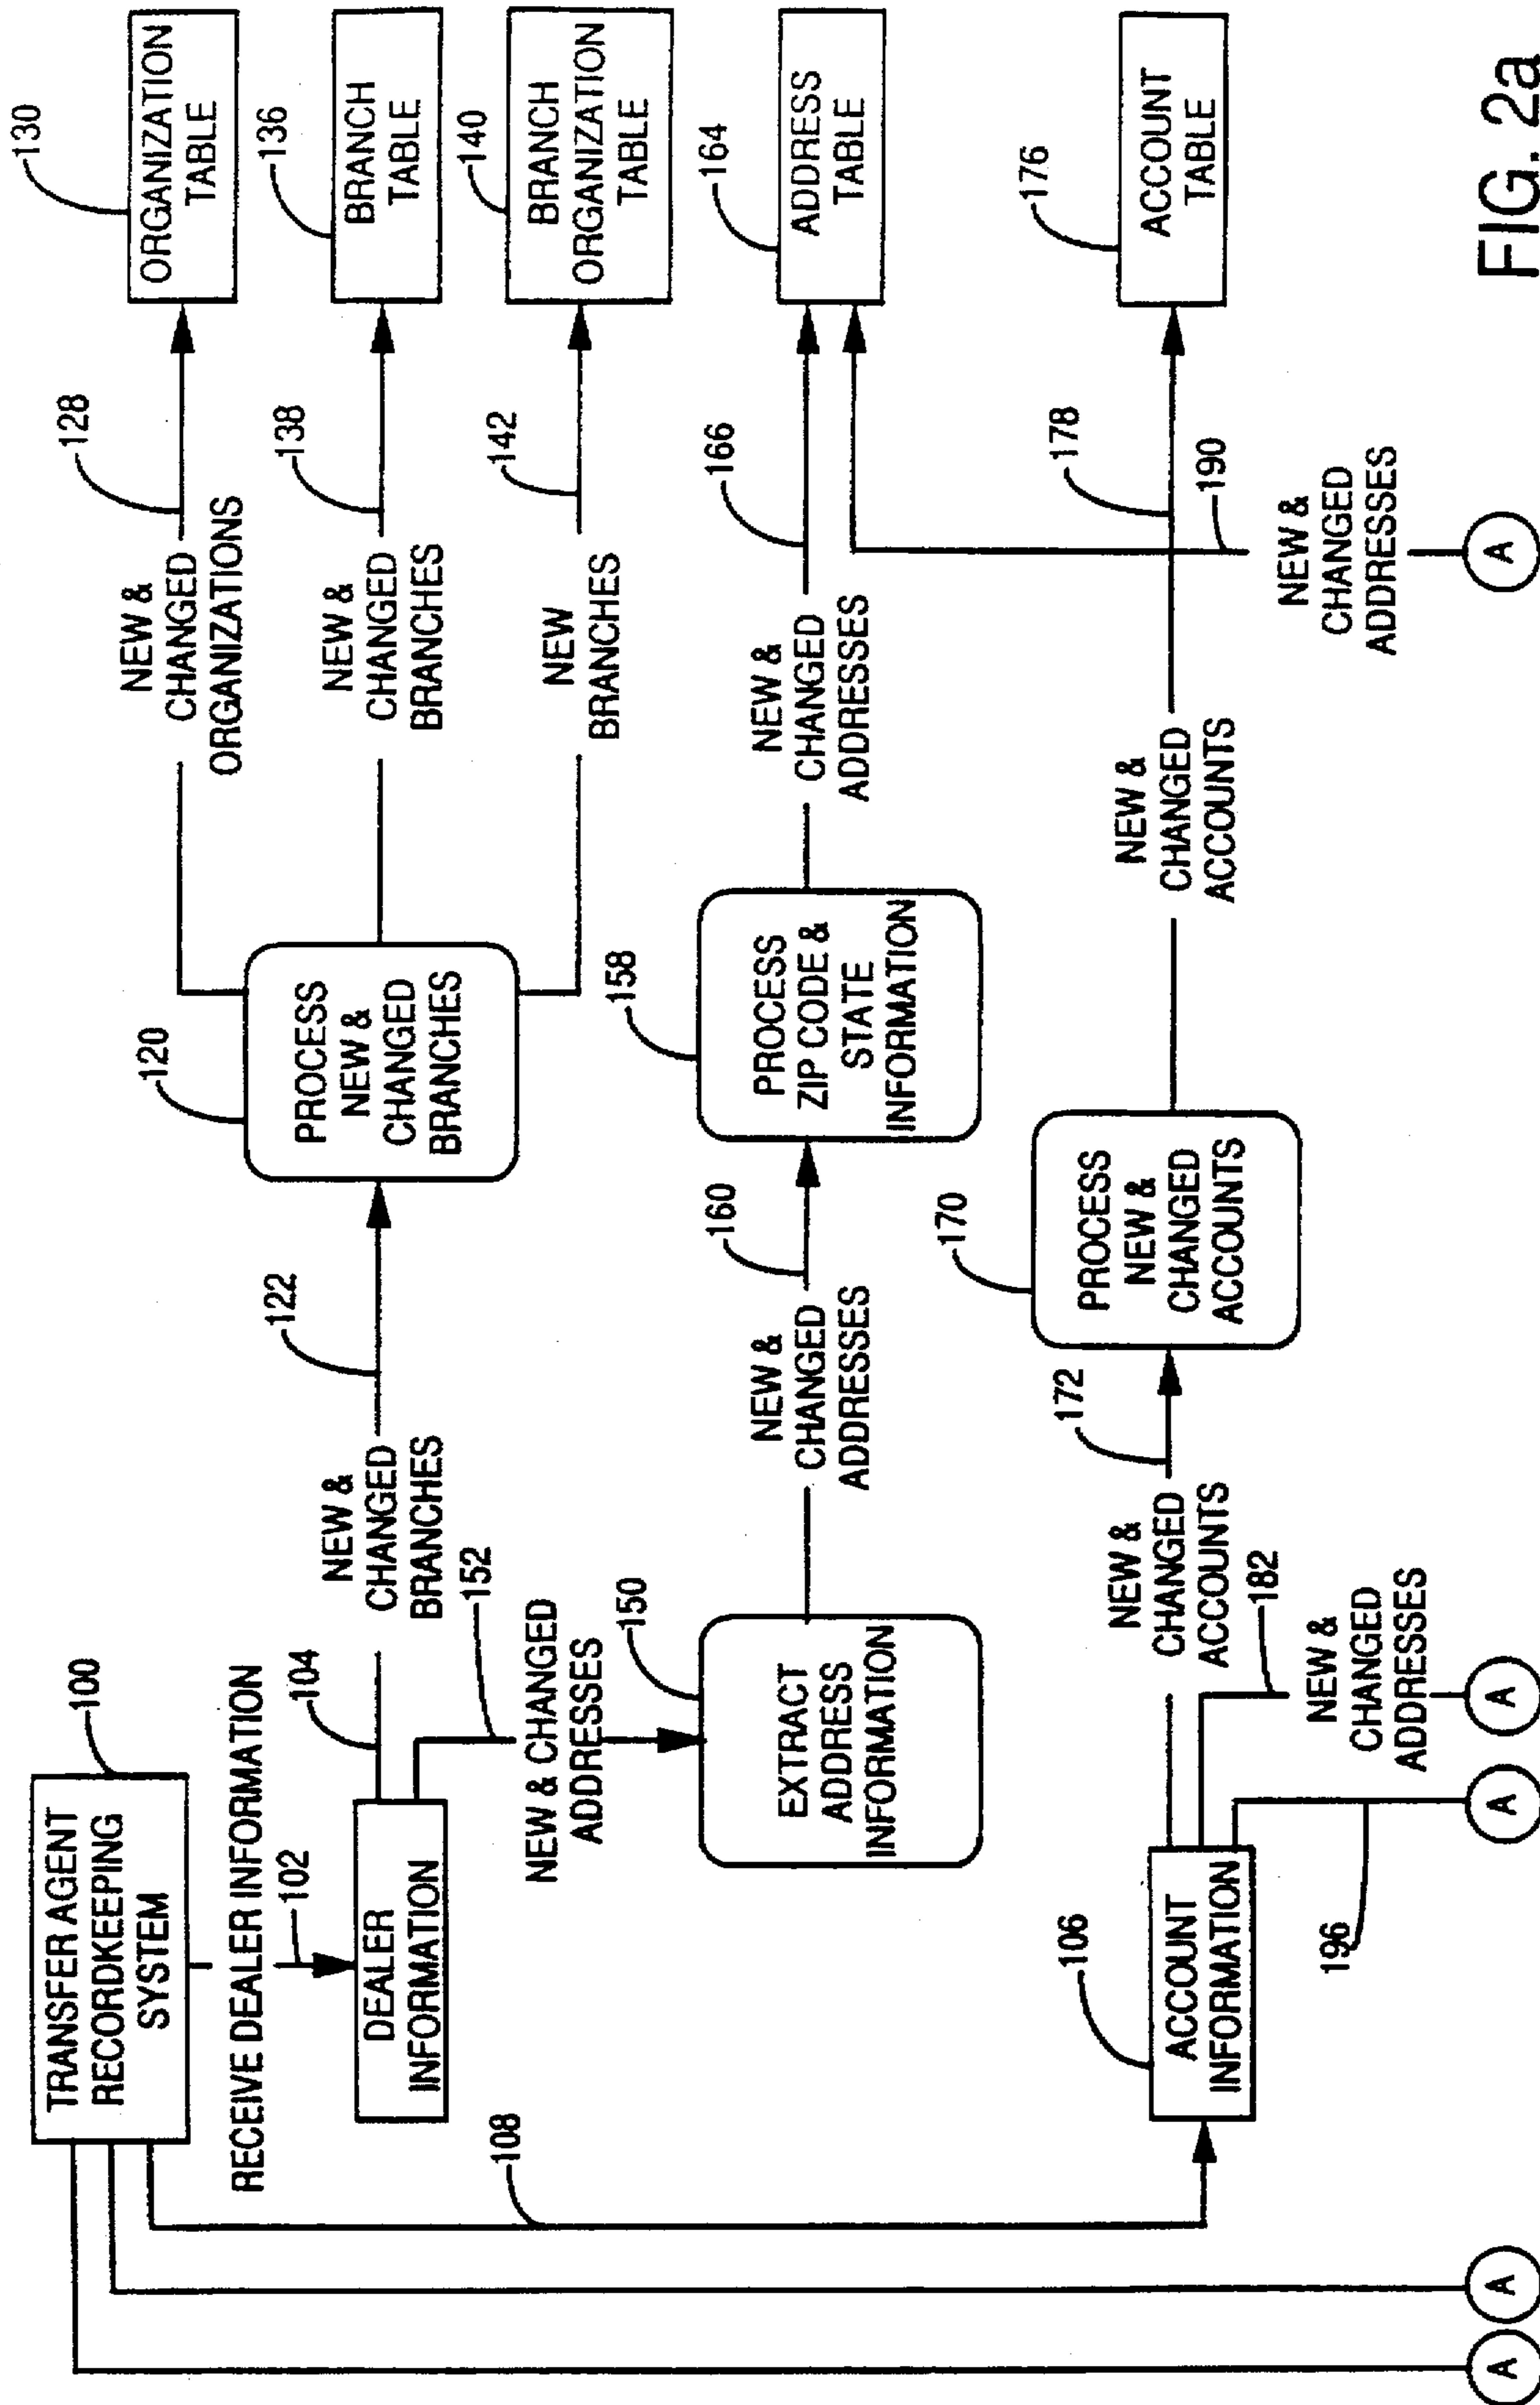 TRANSFER AGENT
RECORDKEEPING
SYSTEM
100
RECEIVE DEALER INFORMATION
102
DEALER
INFORMATION
104
NEW &
CHANGED
BRANCHES
122
PROCESS
NEW &
CHANGED
BRANCHES
120
NEW &
CHANGED
ORGANIZATIONS
128
ORGANIZATION
TABLE
130
NEW &
CHANGED
BRANCHES
138
BRANCH
TABLE
136
NEW
BRANCHES
142
BRANCH
ORGANIZATION
TABLE
140
152
NEW & CHANGED
ADDRESSES
150
EXTRACT
ADDRESS
INFORMATION
NEW &
CHANGED
ADDRESSES
160
PROCESS
ZIP CODE &
STATE
INFORMATION
158
NEW &
CHANGED
ADDRESSES
166
ADDRESS
TABLE
164
108
106
ACCOUNT
INFORMATION
NEW &
CHANGED
ACCOUNTS
172
PROCESS
NEW &
CHANGED
ACCOUNTS
170
NEW &
CHANGED
ACCOUNTS
178
ACCOUNT
TABLE
176
196
182
NEW &
CHANGED
ADDRESSES
190
NEW &
CHANGED
ADDRESSES
A
A
A
A
A
FIG. 2a